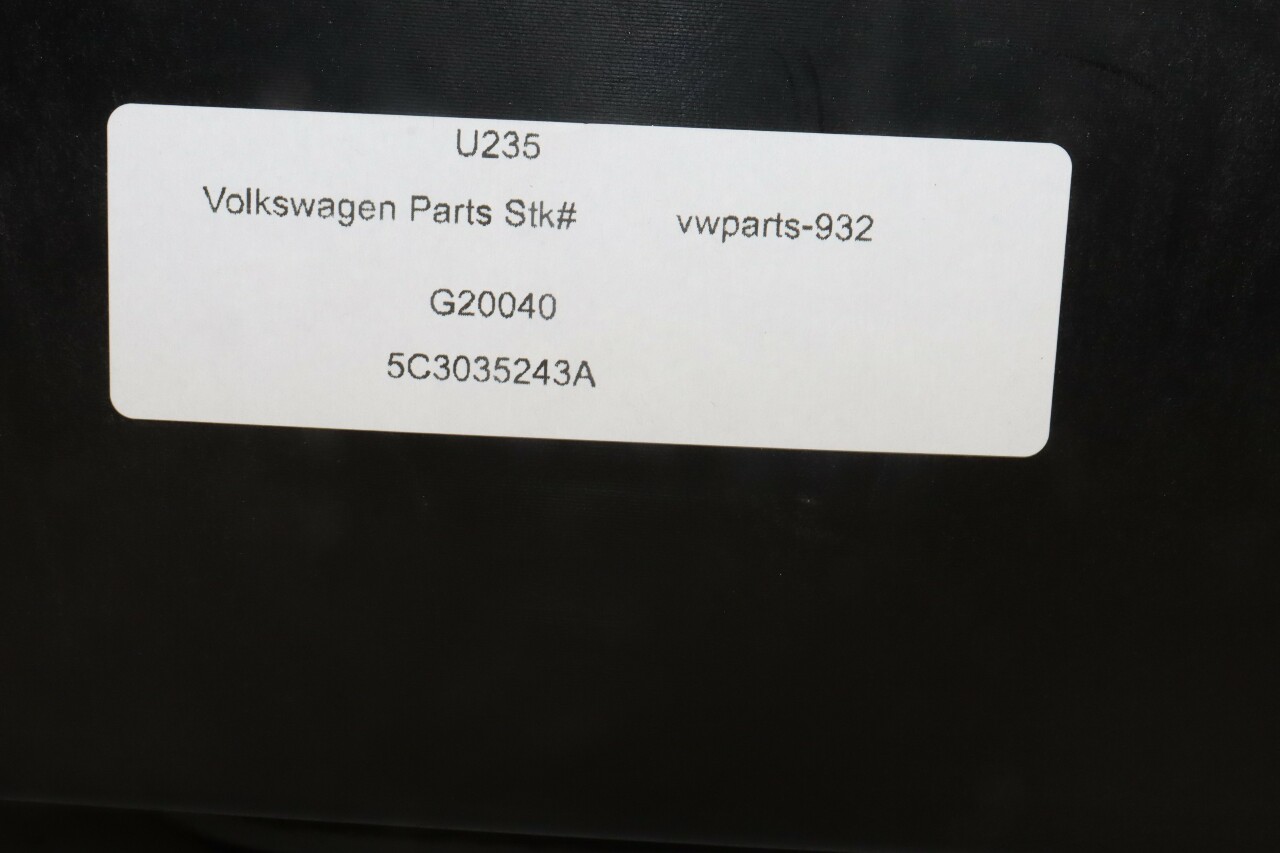 U235
Volkswagen Parts Stk# vwparts-932
G20040
5C3035243A